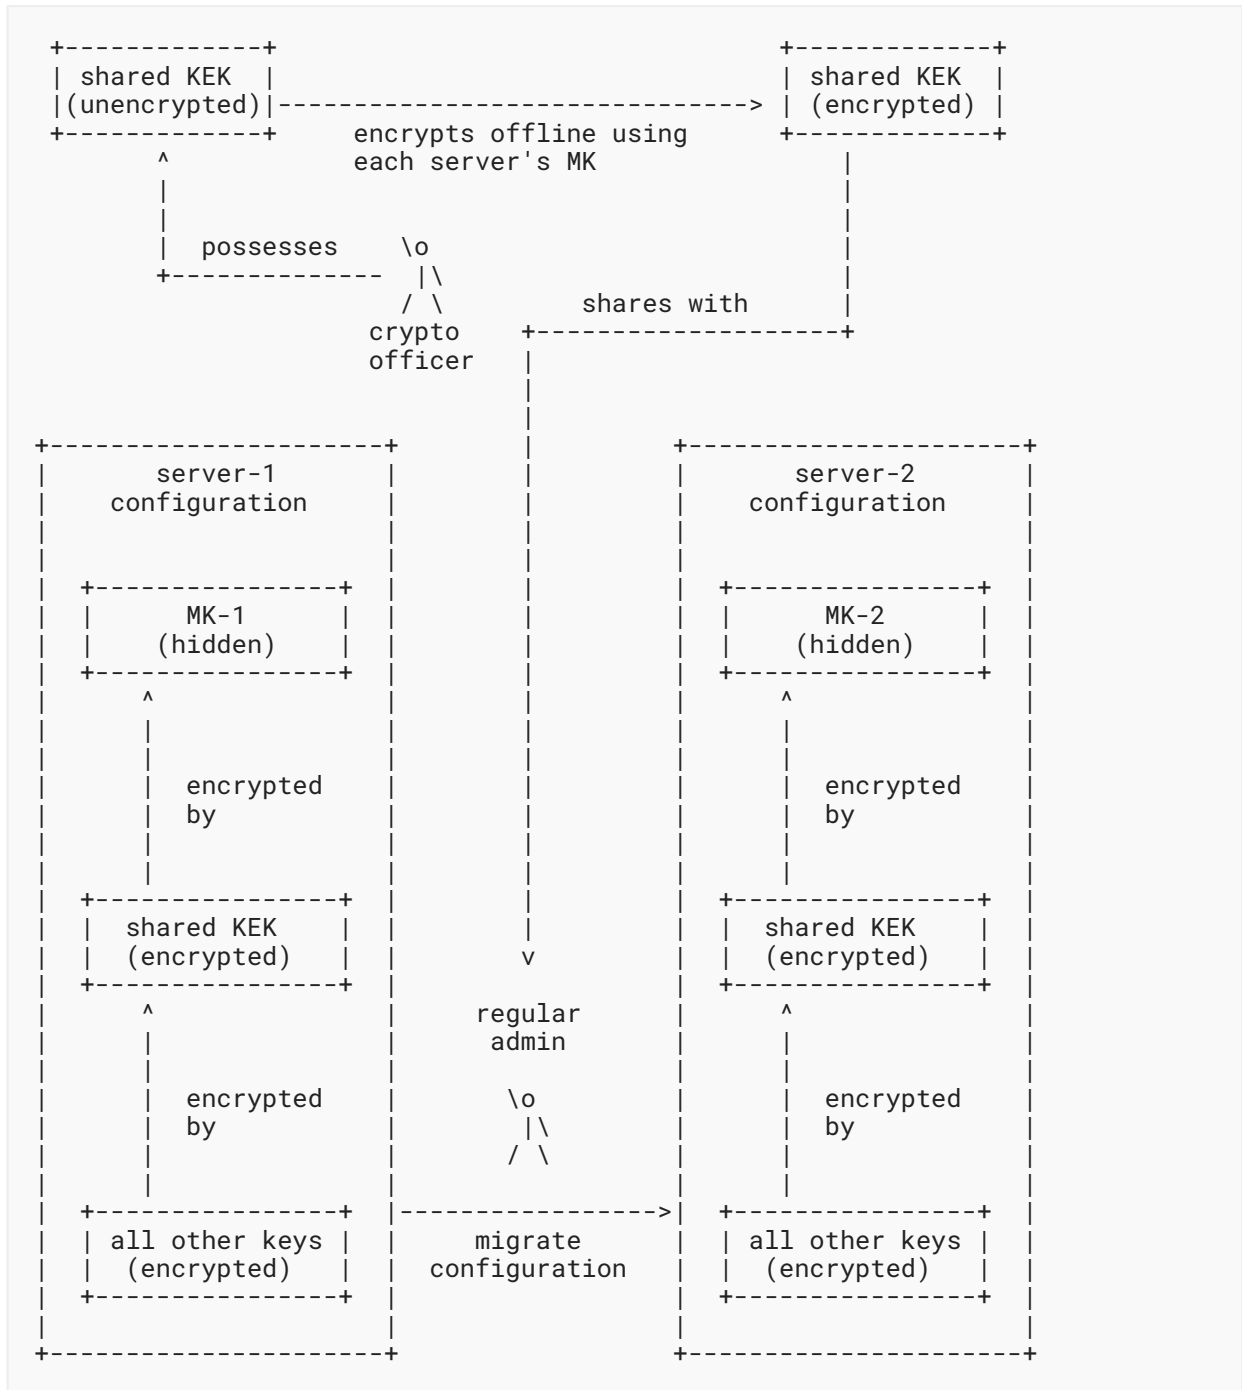 shared KEK shared KEK
(unencrypted) (encrypted)
encrypts offline using
each server's MK
possesses
shares with
crypto
officer
server-1 server-2
configuration configuration
MK-1 MK-2
(hidden) (hidden)
encrypted encrypted
by by
shared KEK shared KEK
(encrypted) (encrypted)
regular
admin
encrypted encrypted
by by
all other keys migrate all other keys
(encrypted) configuration (encrypted)